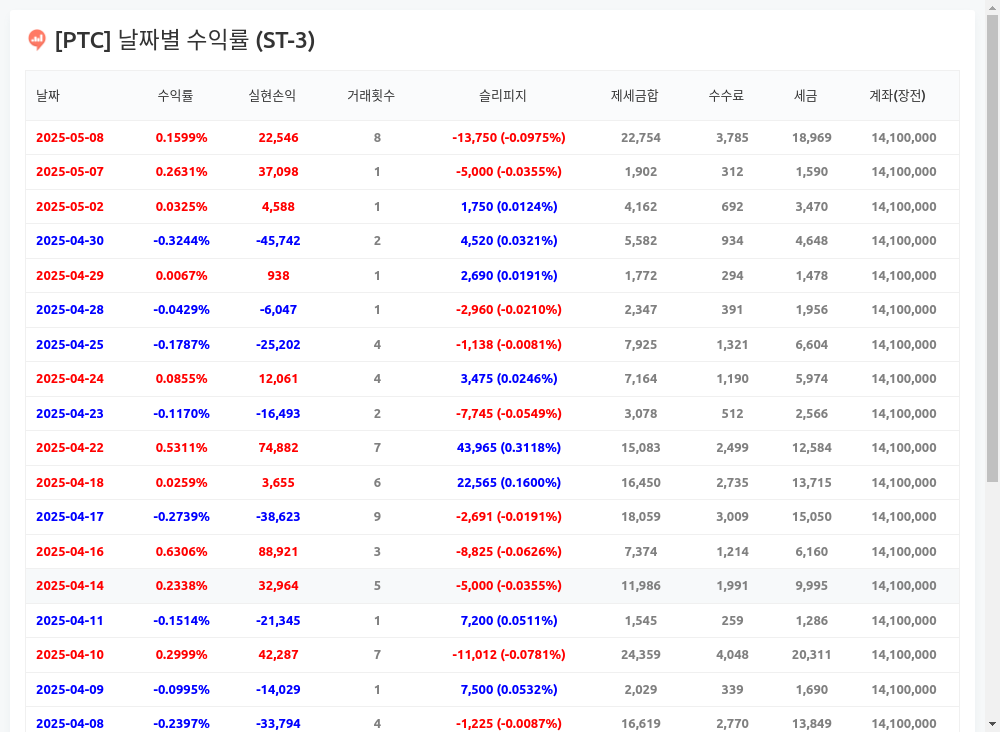 [PTC] 날짜별 수익률 (ST-3)
날짜 수익률 실현손익 거래횟수 슬리피지 제세금합 수수료 세금 계좌(장전)
2025-05-08 0.1599% 22,546 8 -13,750 (-0.0975%) 22,754 3,785 18,969 14,100,000
2025-05-07 0.2631% 37,098 1 -5,000 (-0.0355%) 1,902 312 1,590 14,100,000
2025-05-02 0.0325% 4,588 1 1,750 (0.0124%) 4,162 692 3,470 14,100,000
2025-04-30 -0.3244% -45,742 2 4,520 (0.0321%) 5,582 934 4,648 14,100,000
2025-04-29 0.0067% 938 1 2,690 (0.0191%) 1,772 294 1,478 14,100,000
2025-04-28 -0.0429% -6,047 1 -2,960 (-0.0210%) 2,347 391 1,956 14,100,000
2025-04-25 -0.1787% -25,202 4 -1,138 (-0.0081%) 7,925 1,321 6,604 14,100,000
2025-04-24 0.0855% 12,061 4 3,475 (0.0246%) 7,164 1,190 5,974 14,100,000
2025-04-23 -0.1170% -16,493 2 -7,745 (-0.0549%) 3,078 512 2,566 14,100,000
2025-04-22 0.5311% 74,882 7 43,965 (0.3118%) 15,083 2,499 12,584 14,100,000
2025-04-18 0.0259% 3,655 6 22,565 (0.1600%) 16,450 2,735 13,715 14,100,000
2025-04-17 -0.2739% -38,623 9 -2,691 (-0.0191%) 18,059 3,009 15,050 14,100,000
2025-04-16 0.6306% 88,921 3 -8,825 (-0.0626%) 7,374 1,214 6,160 14,100,000
2025-04-14 0.2338% 32,964 5 -5,000 (-0.0355%) 11,986 1,991 9,995 14,100,000
2025-04-11 -0.1514% -21,345 1 7,200 (0.0511%) 1,545 259 1,286 14,100,000
2025-04-10 0.2999% 42,287 7 -11,012 (-0.0781%) 24,359 4,048 20,311 14,100,000
2025-04-09 -0.0995% -14,029 1 7,500 (0.0532%) 2,029 339 1,690 14,100,000
2025-04-08 -0.2397% -33,794 4 -1,225 (-0.0087%) 16,619 2,770 13,849 14,100,000